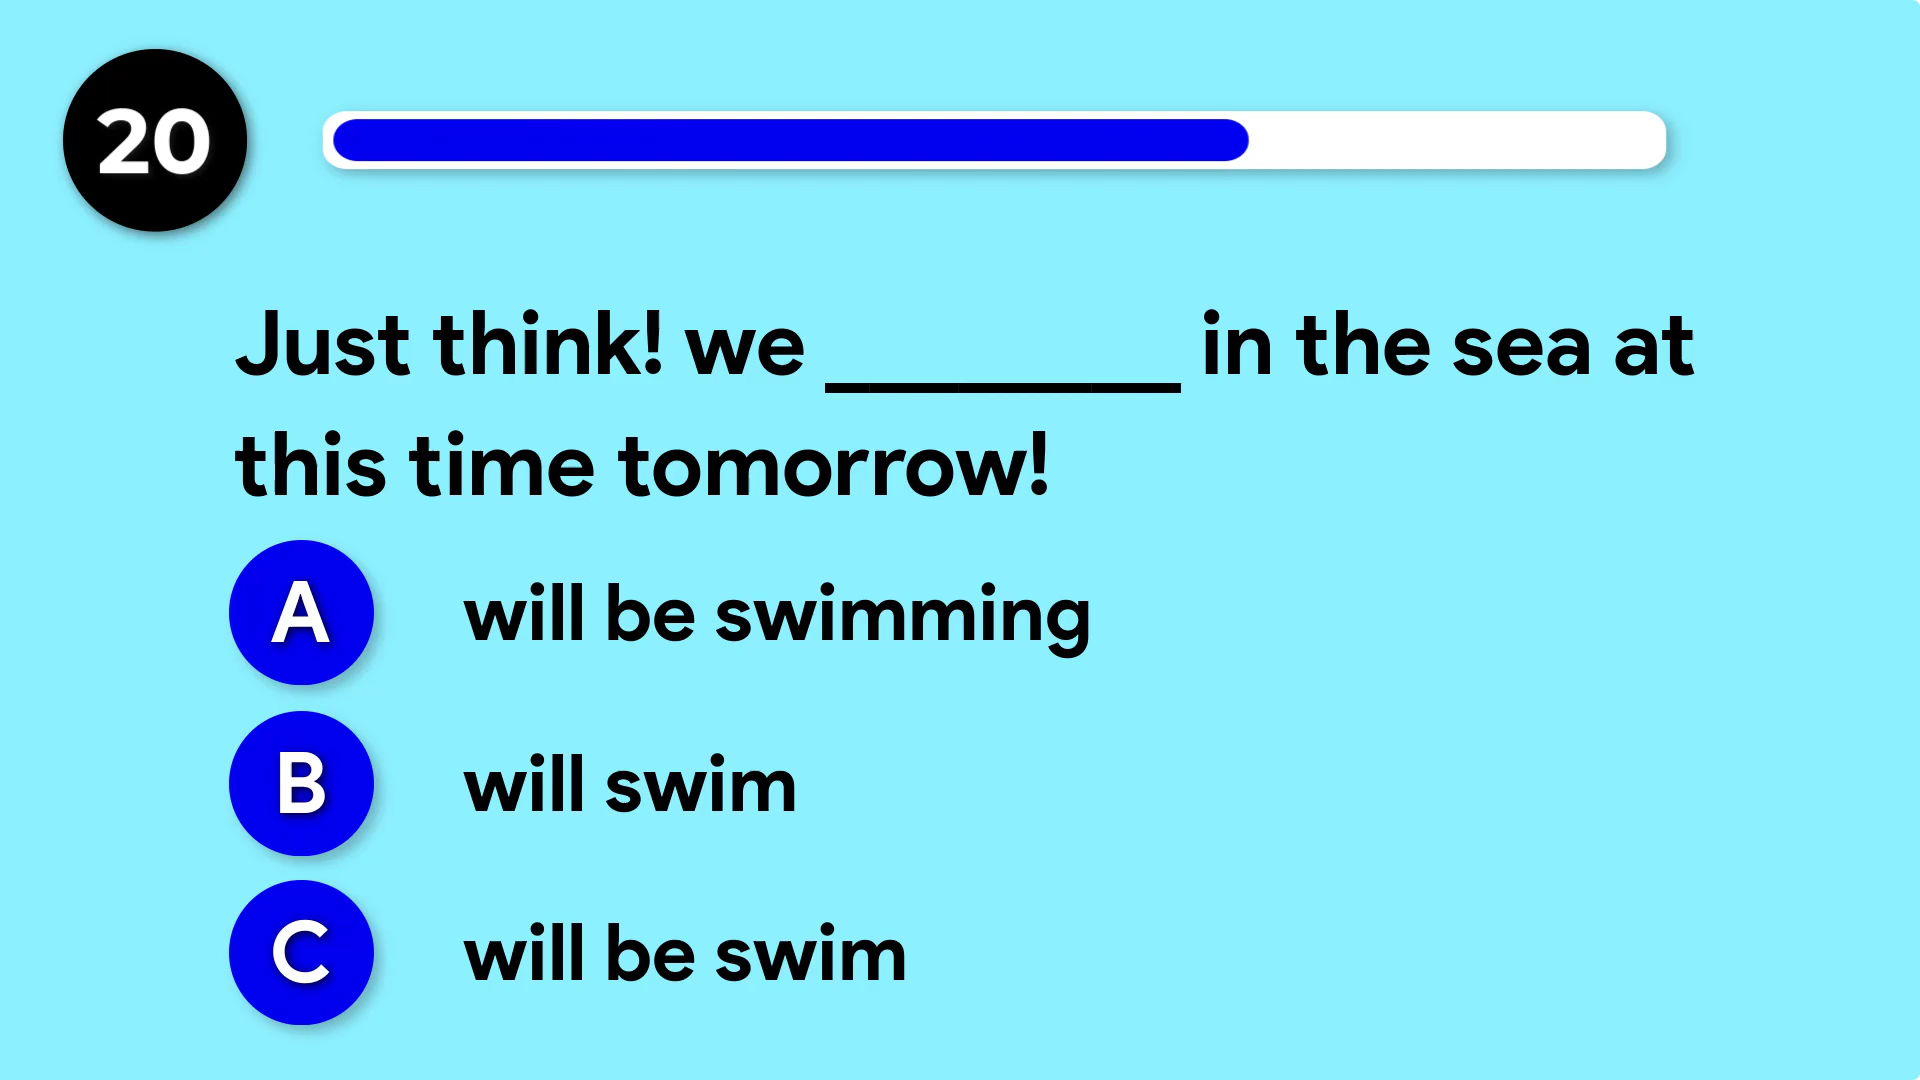 20
Just think! we ________ in the sea at
this time tomorrow!
A will be swimming
B will swim
C will be swim